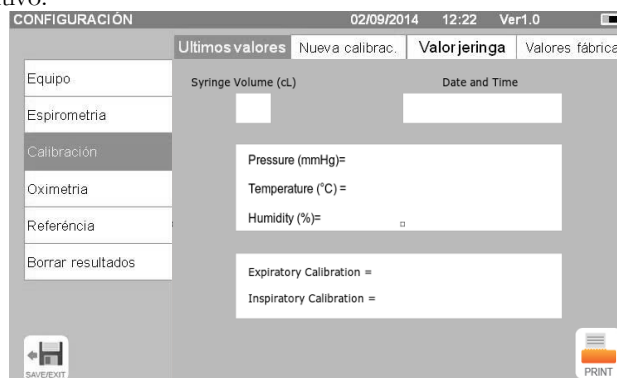 CONFIGURACIÓN 02/09/2014 12:22 Ver1.0
Ultimos valores Nueva calibrac. Valor jeringa Valores fábrica
Equipo
Espirometria
Calibración
Oximetria
Referéncia
Borrar resultados
Syringe Volume (cL) Date and Time
Pressure (mmHg)=
Temperature (°C) =
Humidity (%)=
Expiratory Calibration =
Inspiratory Calibration =
SAVE/EXIT
PRINT